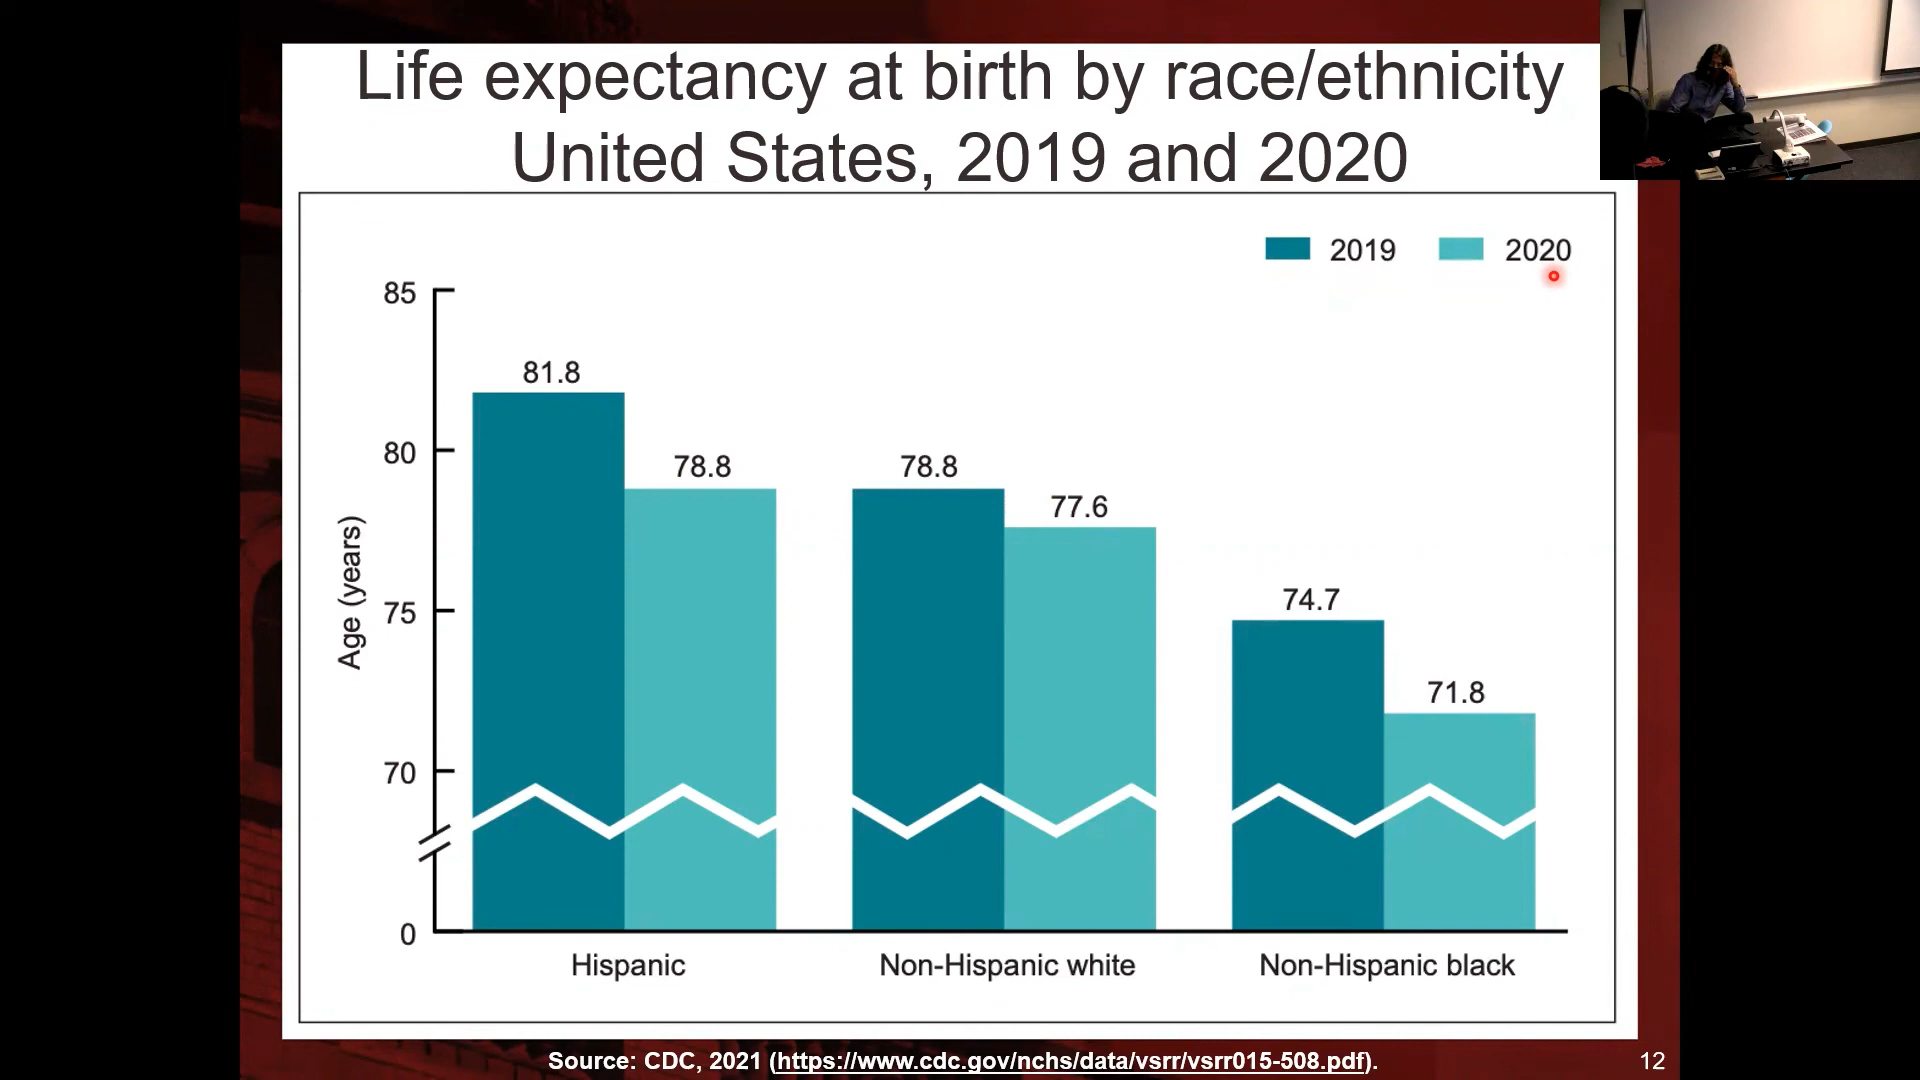 Life expectancy at birth by race/ethnicity
United States, 2019 and 2020
2019 2020
85
80
75
70
0
Age (years)
81.8
78.8
78.8
77.6
74.7
71.8
Hispanic Non-Hispanic white Non-Hispanic black
Source: CDC, 2021 (https://www.cdc.gov/nchs/data/vsrr/vsrr015-508.pdf).
12